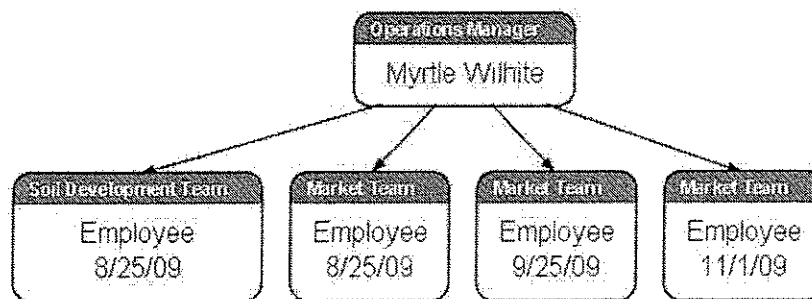 Operations Manager
Myrtle Wilhite
Soil Development Team
Employee
8/25/09
Market Team
Employee
8/25/09
Market Team
Employee
9/25/09
Market Team
Employee
11/1/09